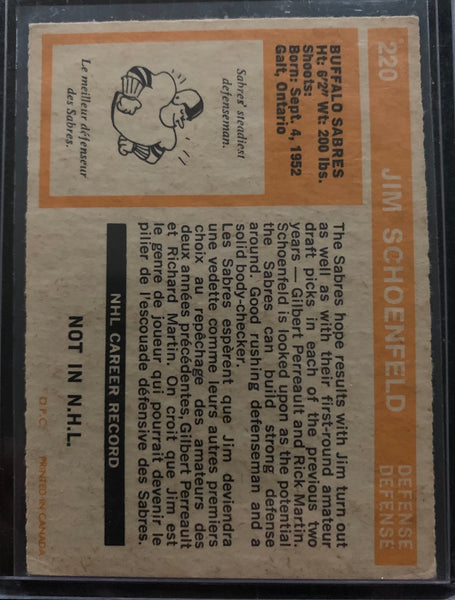 220 JIM SCHOENFELD DEFENSE
DEFENSE
BUFFALO SABRES
Ht: 6'2" Wt: 200 lbs.
Shoots:
Born: Sept. 4, 1952
Galt, Ontario
Sabres' steadiest
defenseman.
Le meilleur défenseur
des Sabres.
The Sabres hope results with Jim turn out
as well as with their first-round amateur
draft picks in each of the previous two
years — Gilbert Perreault and Rick Martin.
Schoenfeld is looked upon as the potential
the Sabres can build strong defense
around. Good rushing defenseman and a
solid body-checker.
Les Sabres espèrent que Jim deviendra
une vedette comme leurs autres premiers
choix au repêchage des amateurs des
deux années précédentes, Gilbert Perreault
et Richard Martin. On croit que Jim est
le genre de joueur qui pourrait devenir le
pilier de l'escouade défensive des Sabres.
NHL CAREER RECORD
NOT IN N.H.L.
O.P.C. PRINTED IN CANADA